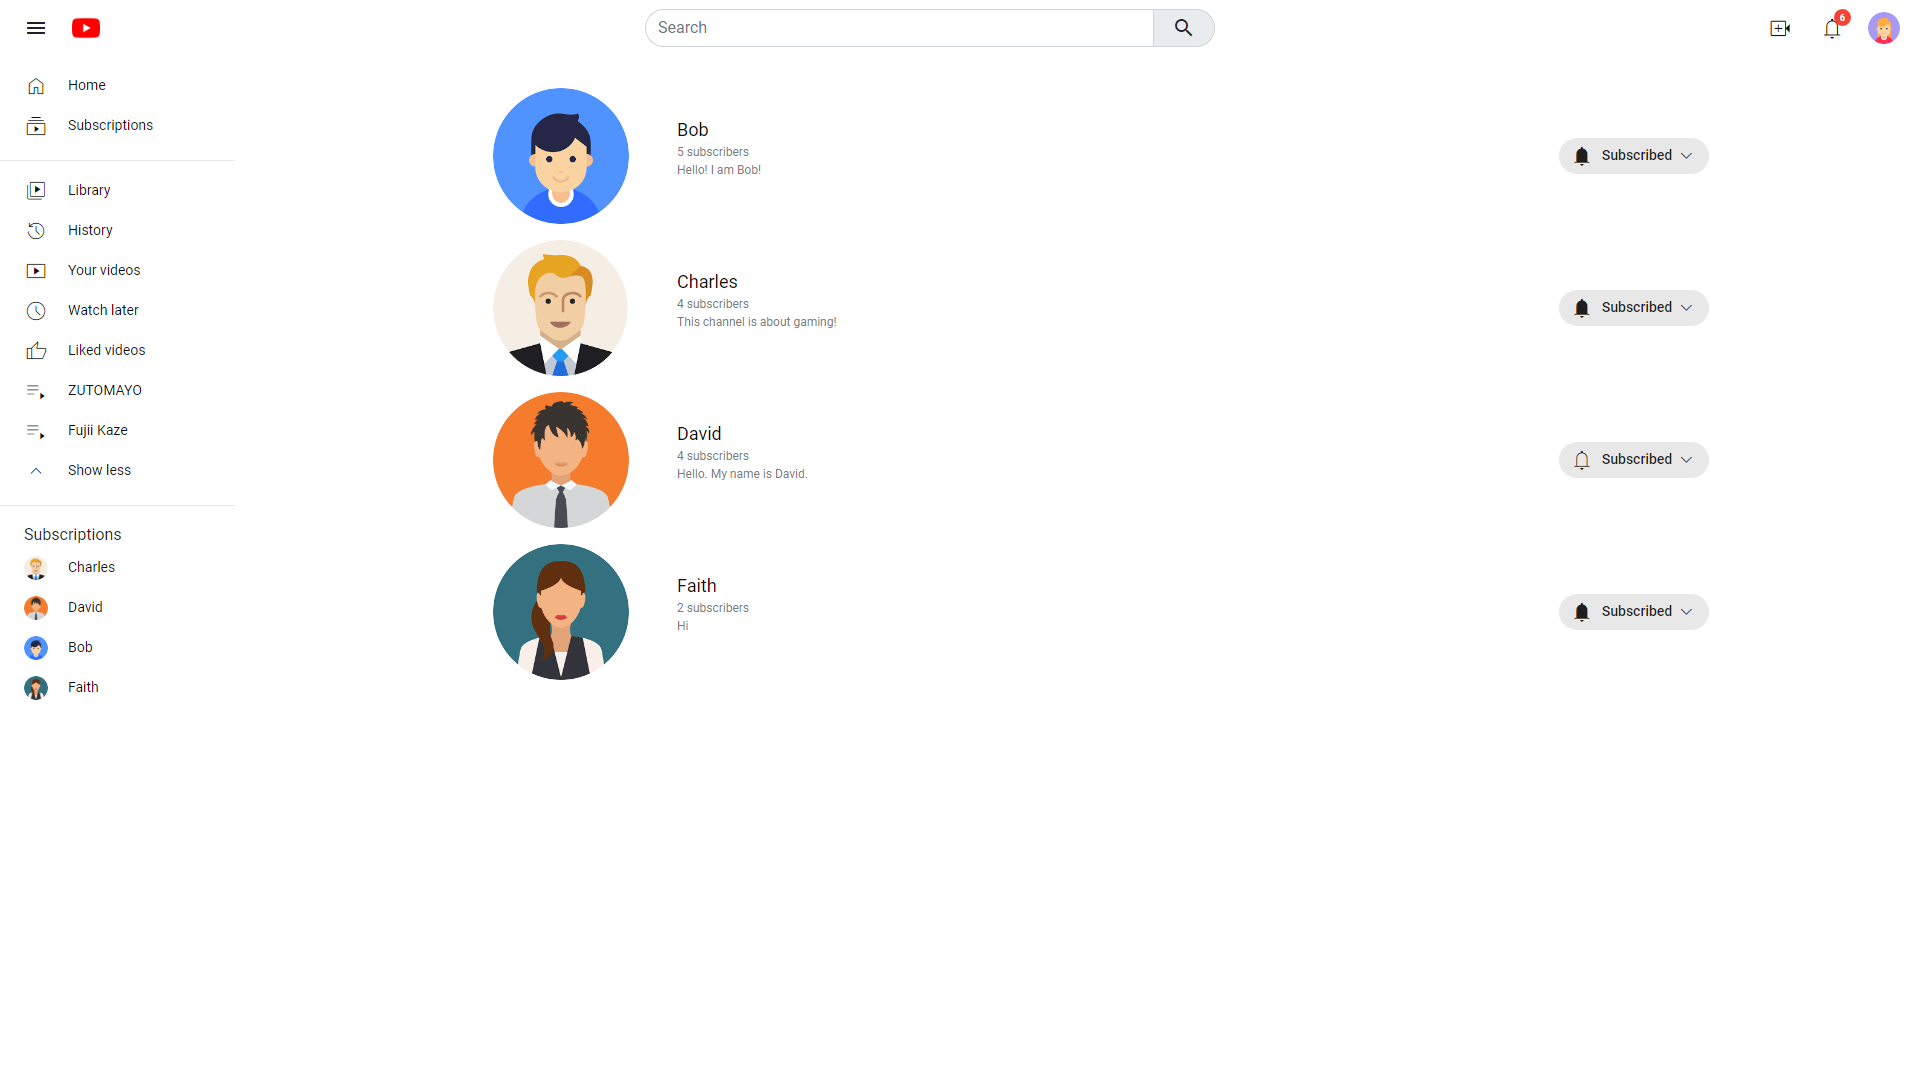 Search
6
Home
Subscriptions
Library
History
Your videos
Watch later
Liked videos
ZUTOMAYO
Fujii Kaze
Show less
Subscriptions
Charles
David
Bob
Faith
Bob
5 subscribers
Hello! I am Bob!
Subscribed
Charles
4 subscribers
This channel is about gaming!
Subscribed
David
4 subscribers
Hello. My name is David.
Subscribed
Faith
2 subscribers
Hi
Subscribed